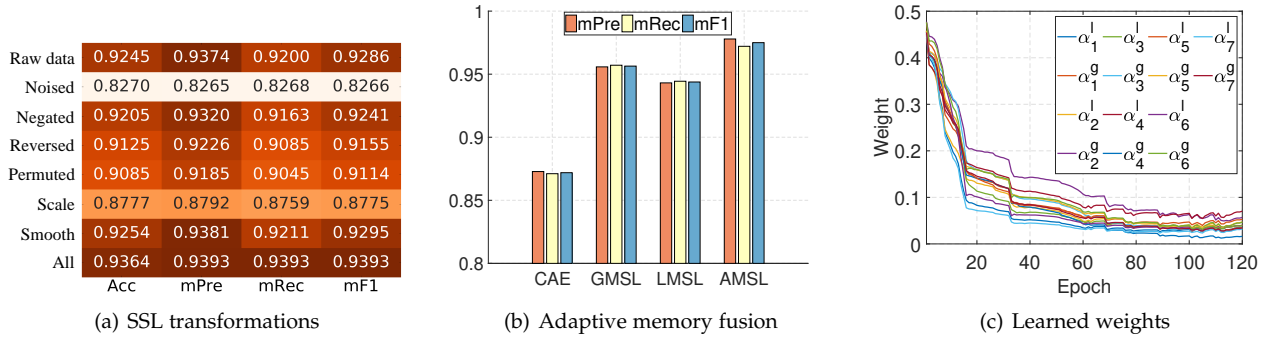 Raw data 0.9245 0.9374 0.9200 0.9286
Noised 0.8270 0.8265 0.8268 0.8266
Negated 0.9205 0.9320 0.9163 0.9241
Reversed 0.9125 0.9226 0.9085 0.9155
Permuted 0.9085 0.9185 0.9045 0.9114
Scale 0.8777 0.8792 0.8759 0.8775
Smooth 0.9254 0.9381 0.9211 0.9295
All 0.9364 0.9393 0.9393 0.9393
Acc mPre mRec mF1
(a) SSL transformations
1
0.95
0.9
0.85
0.8
mPre mRec mF1
CAE GMSL LMSL AMSL
(b) Adaptive memory fusion
Weight
0.5
0.4
0.3
0.2
0.1
0
α₁ˡ α₃ˡ α₅ˡ α₇ˡ
α₁ᵍ α₃ᵍ α₅ᵍ α₇ᵍ
α₂ˡ α₄ˡ α₆ˡ
α₂ᵍ α₄ᵍ α₆ᵍ
20 40 60 80 100 120
Epoch
(c) Learned weights